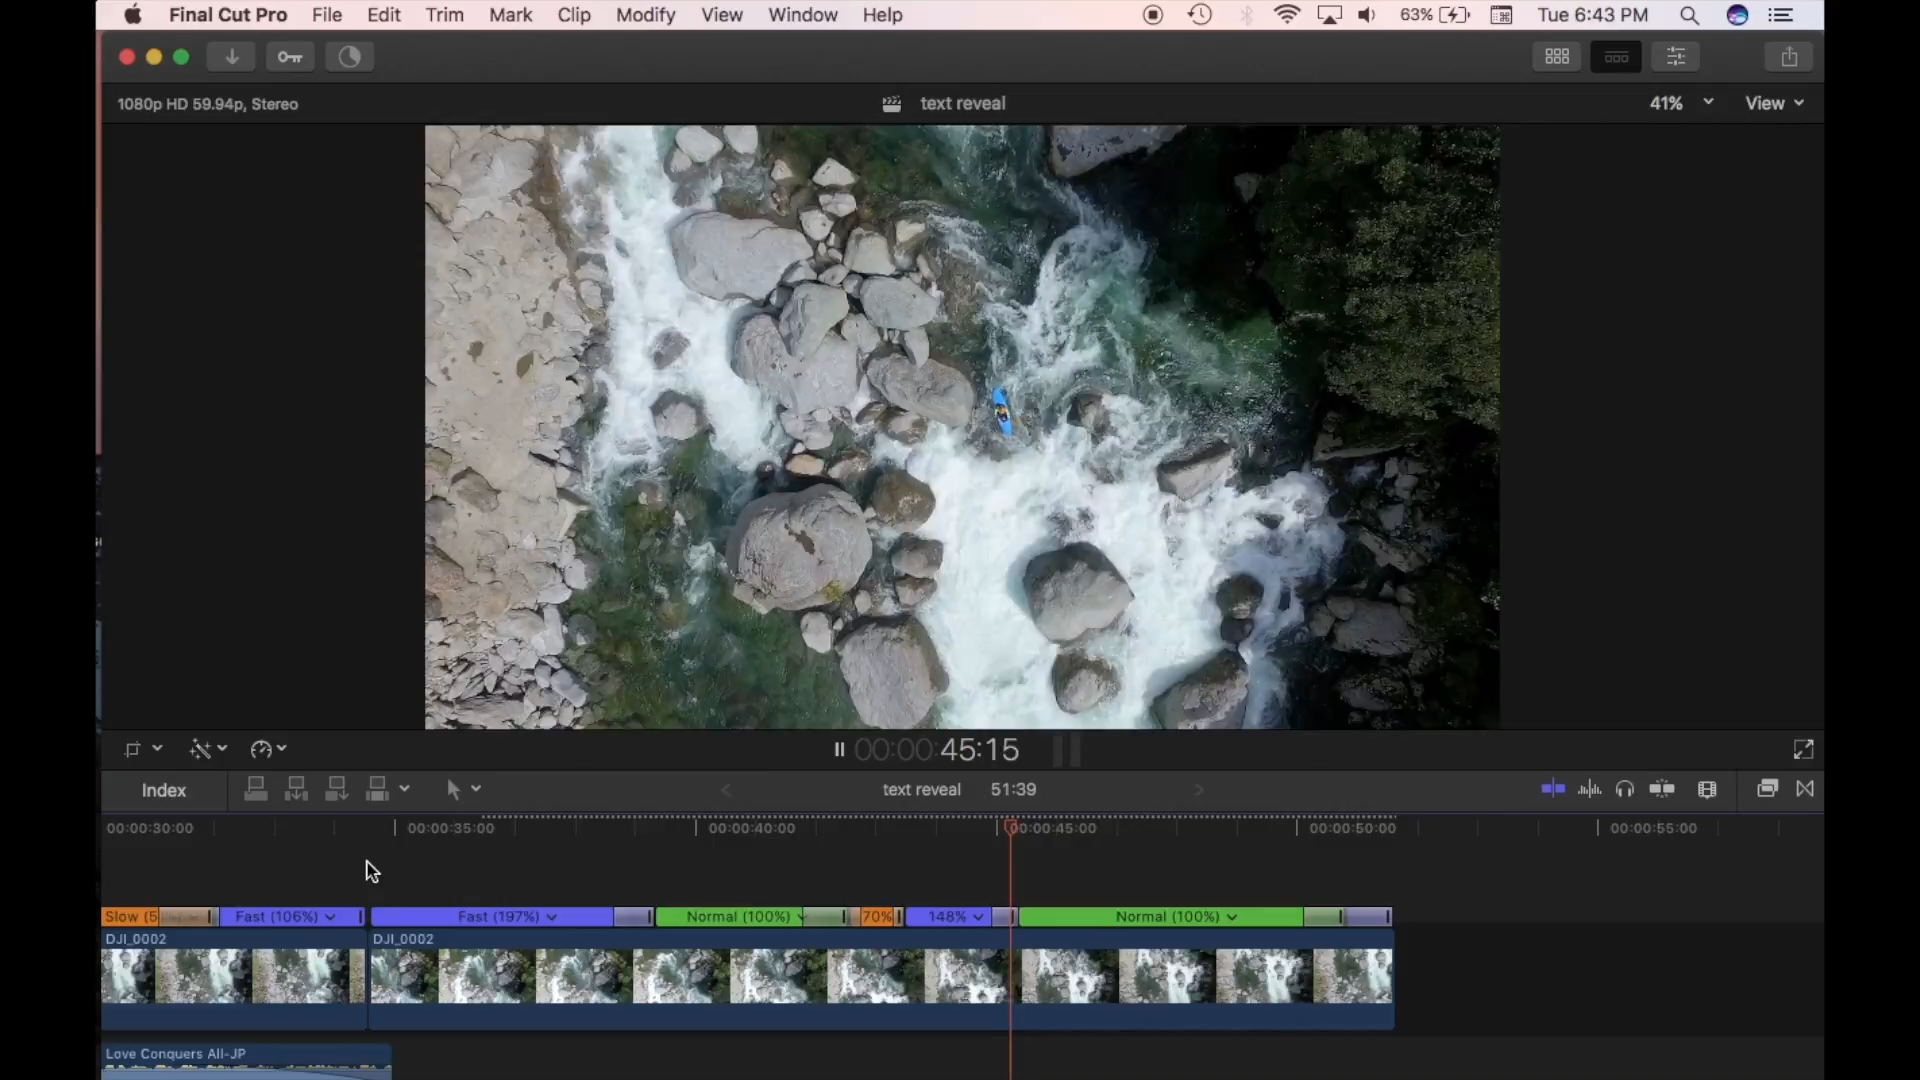 Final Cut Pro File Edit Trim Mark Clip Modify View Window Help 63% Tue 6:43 PM
1080p HD 59.94p, Stereo text reveal 41% View
00:00:00:45:15
Index text reveal 51:39
00:00:30:00 00:00:35:00 00:00:40:00 00:00:45:00 00:00:50:00 00:00:55:00
Slow (5 Fast (106%) Fast (197%) Normal (100%) 70% 148% Normal (100%)
DJI_0002 DJI_0002
Love Conquers All-JP